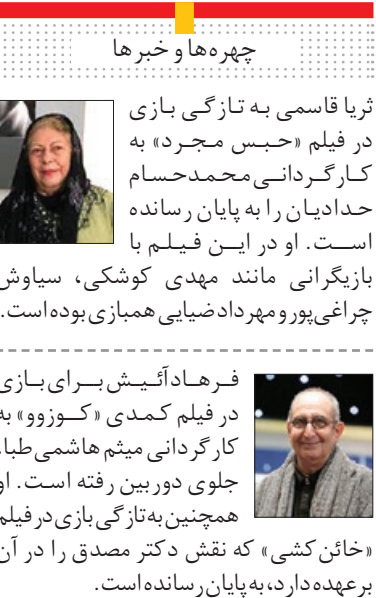 چهره‌ها و خبرها
ثریا قاسمی به تازگی بازی
در فیلم «حبس مجرد» به
کارگردانی محمدحسام
حدادیان را به پایان رسانده
است. او در این فیلم با
بازیگرانی مانند مهدی کوشکی، سیاوش
چراغی‌پور و مهرداد ضیایی همبازی بوده است.
فرهاد آئیش برای بازی
در فیلم کمدی «کوزوو» به
کارگردانی میثم هاشمی طبا،
جلوی دوربین رفته است. او
همچنین به تازگی بازی در فیلم
«خائن کشی» که نقش دکتر مصدق را در آن
برعهده دارد، به پایان رسانده است.